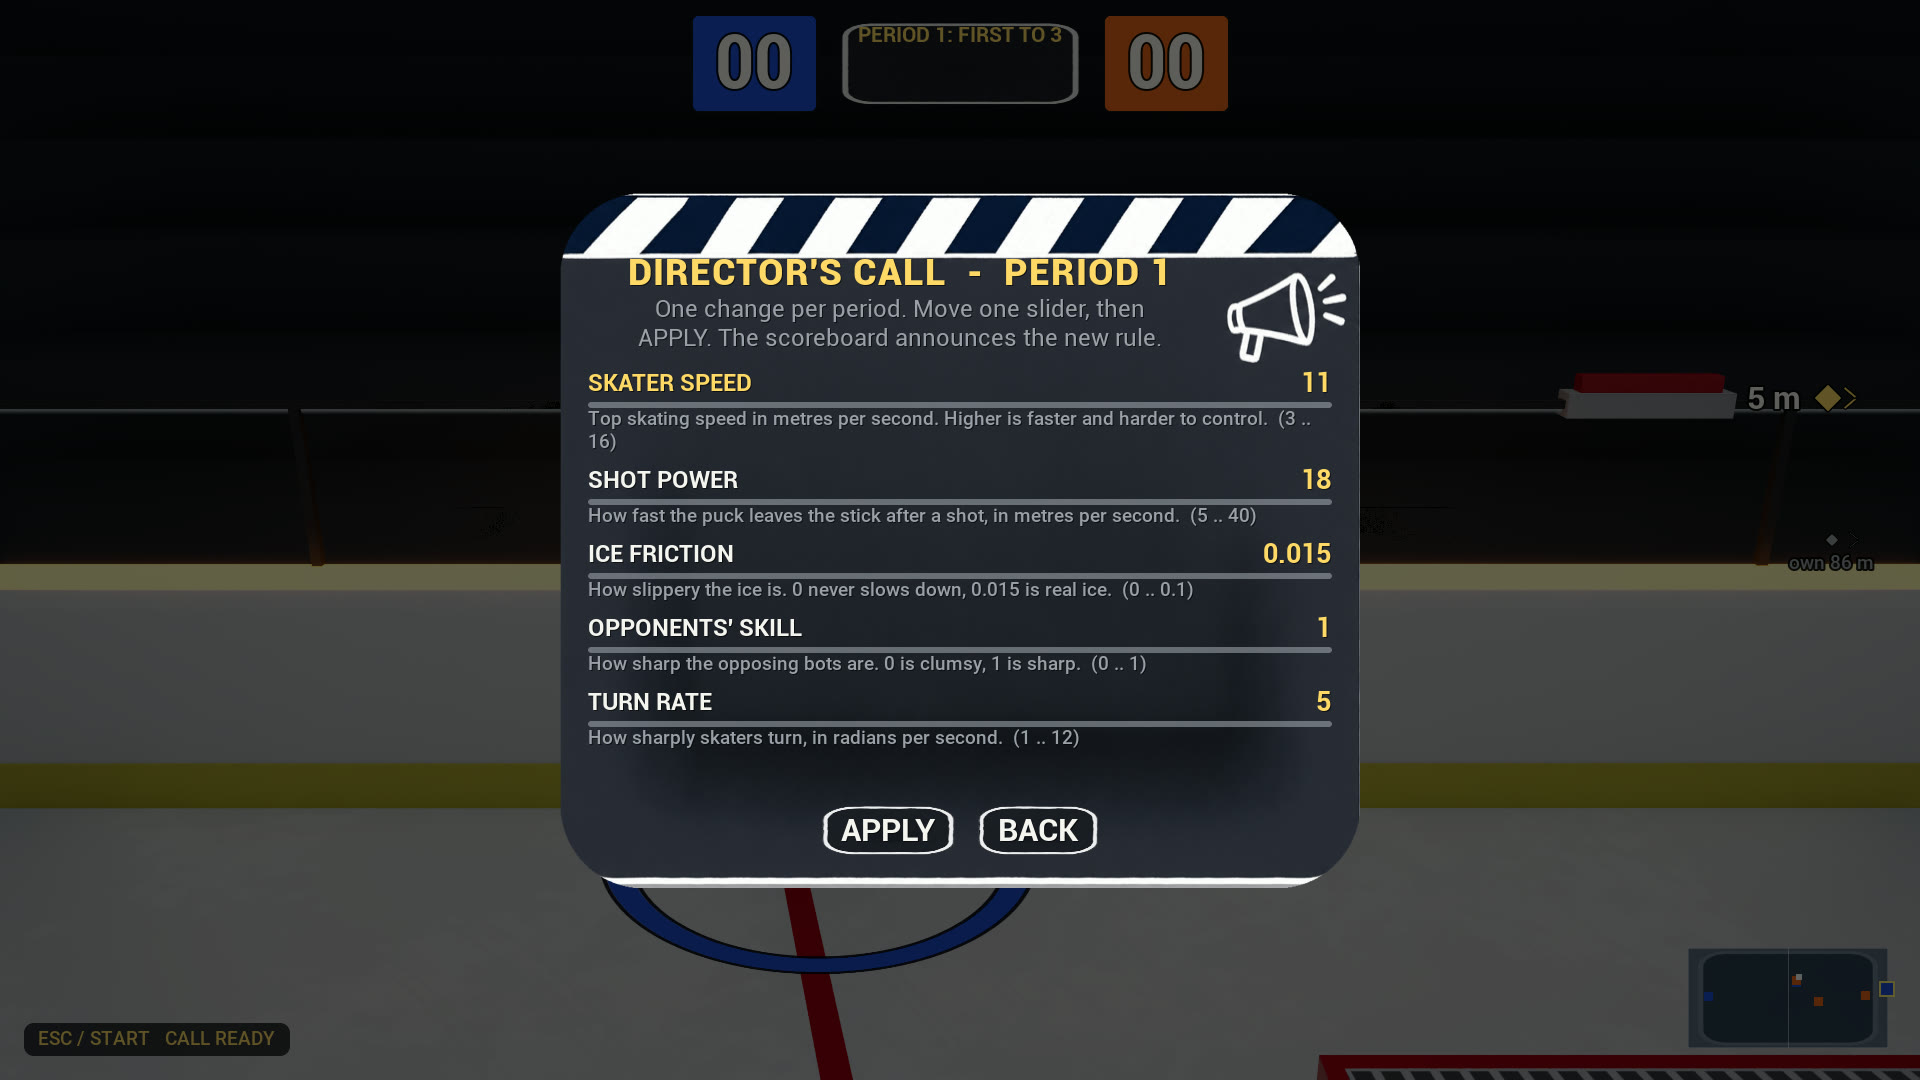 00
PERIOD 1: FIRST TO 3
00
DIRECTOR'S CALL - PERIOD 1
One change per period. Move one slider, then
APPLY. The scoreboard announces the new rule.
SKATER SPEED 11
Top skating speed in metres per second. Higher is faster and harder to control. (3 ..
16)
SHOT POWER 18
How fast the puck leaves the stick after a shot, in metres per second. (5 .. 40)
ICE FRICTION 0.015
How slippery the ice is. 0 never slows down, 0.015 is real ice. (0 .. 0.1)
OPPONENTS' SKILL 1
How sharp the opposing bots are. 0 is clumsy, 1 is sharp. (0 .. 1)
TURN RATE 5
How sharply skaters turn, in radians per second. (1 .. 12)
APPLY BACK
5 m
own 86 m
ESC / START CALL READY